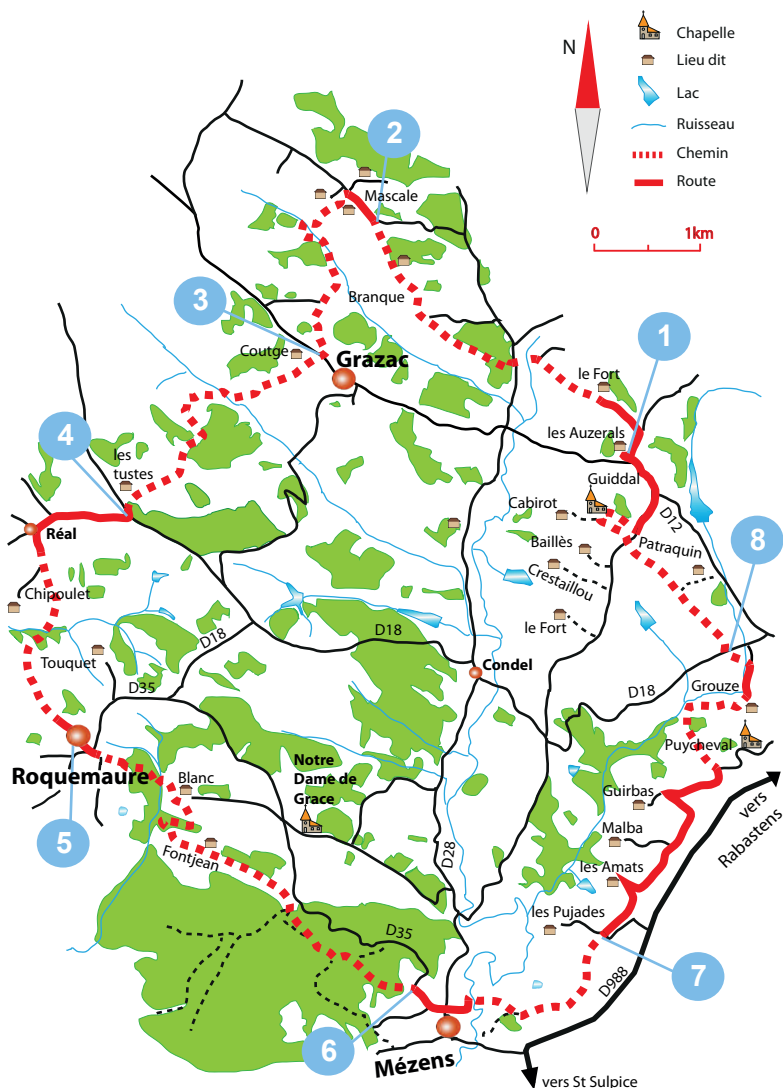 N
Chapelle
Lieu dit
Lac
Ruisseau
Chemin
Route
0
1km
2
Mascale
Branque
3
Coutge
Grazac
1
le Fort
les Auzerals
4
les
tustes
Guiddal
Cabirot
D12
Patraquin
Baillès
Crestaillou
8
Réal
Chipoulet
le Fort
D18
D18
Touquet
Condel
D18
D35
Grouze
Puycheval
Roquemaure
Blanc
Notre
Dame de
Grace
Guirbas
vers
Rabastens
Malba
5
Fontjean
D28
les Amats
les Pujades
D35
7
D988
6
Mézens
vers St Sulpice